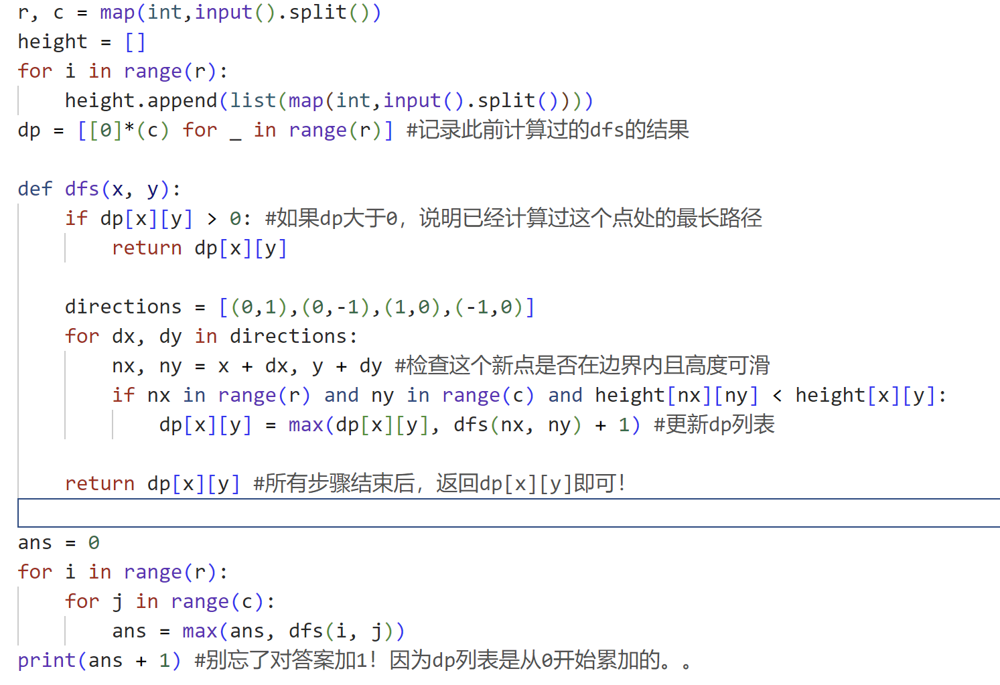 r, c = map(int,input().split())
height = []
for i in range(r):
    height.append(list(map(int,input().split())))
dp = [[0]*(c) for _ in range(r)] #记录此前计算过的dfs的结果
def dfs(x, y):
    if dp[x][y] > 0: #如果dp大于0，说明已经计算过这个点处的最长路径
        return dp[x][y]
    directions = [(0,1),(0,-1),(1,0),(-1,0)]
    for dx, dy in directions:
        nx, ny = x + dx, y + dy #检查这个新点是否在边界内且高度可滑
        if nx in range(r) and ny in range(c) and height[nx][ny] < height[x][y]:
            dp[x][y] = max(dp[x][y], dfs(nx, ny) + 1) #更新dp列表
    return dp[x][y] #所有步骤结束后，返回dp[x][y]即可！
ans = 0
for i in range(r):
    for j in range(c):
        ans = max(ans, dfs(i, j))
print(ans + 1) #别忘了对答案加1！因为dp列表是从0开始累加的。。